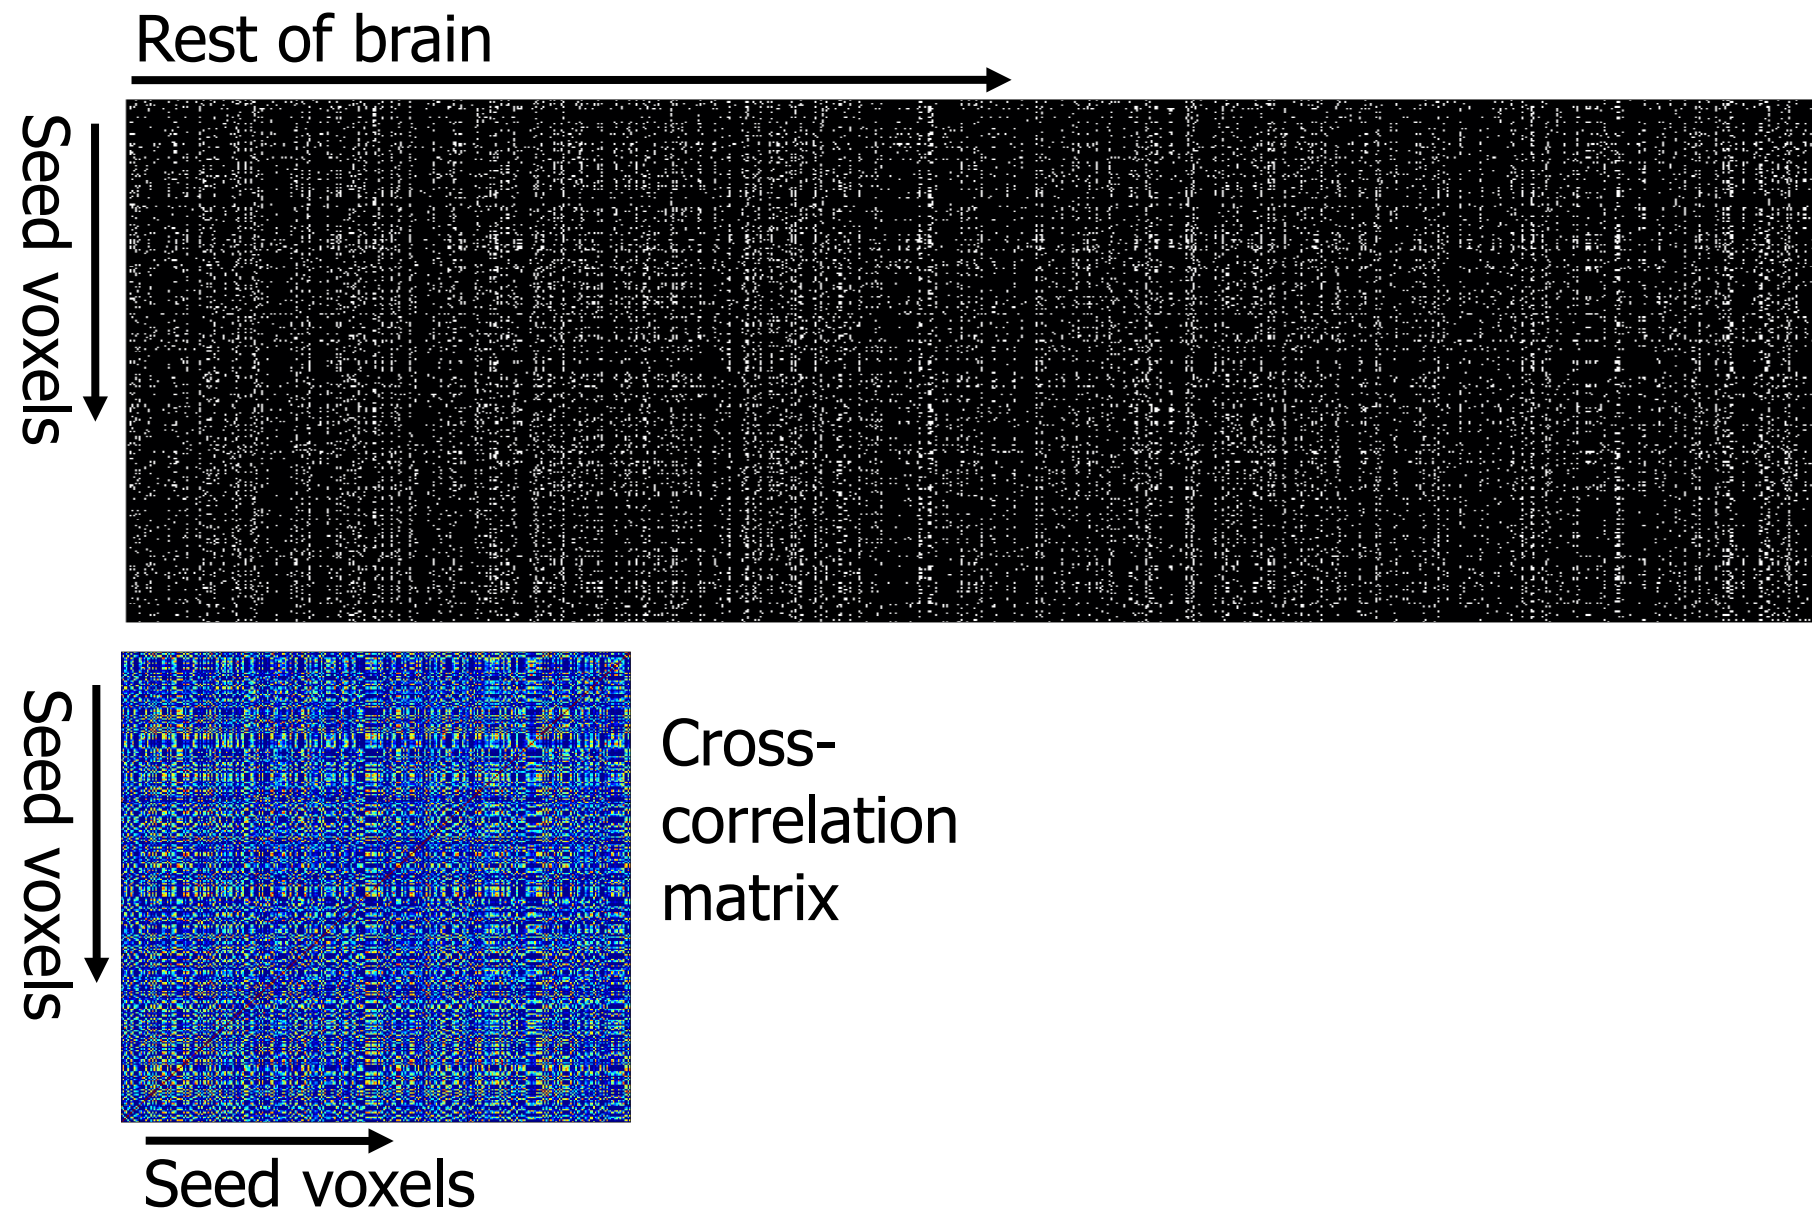 Rest of brain
Seed voxels
Seed voxels
Cross-
correlation
matrix
Seed voxels